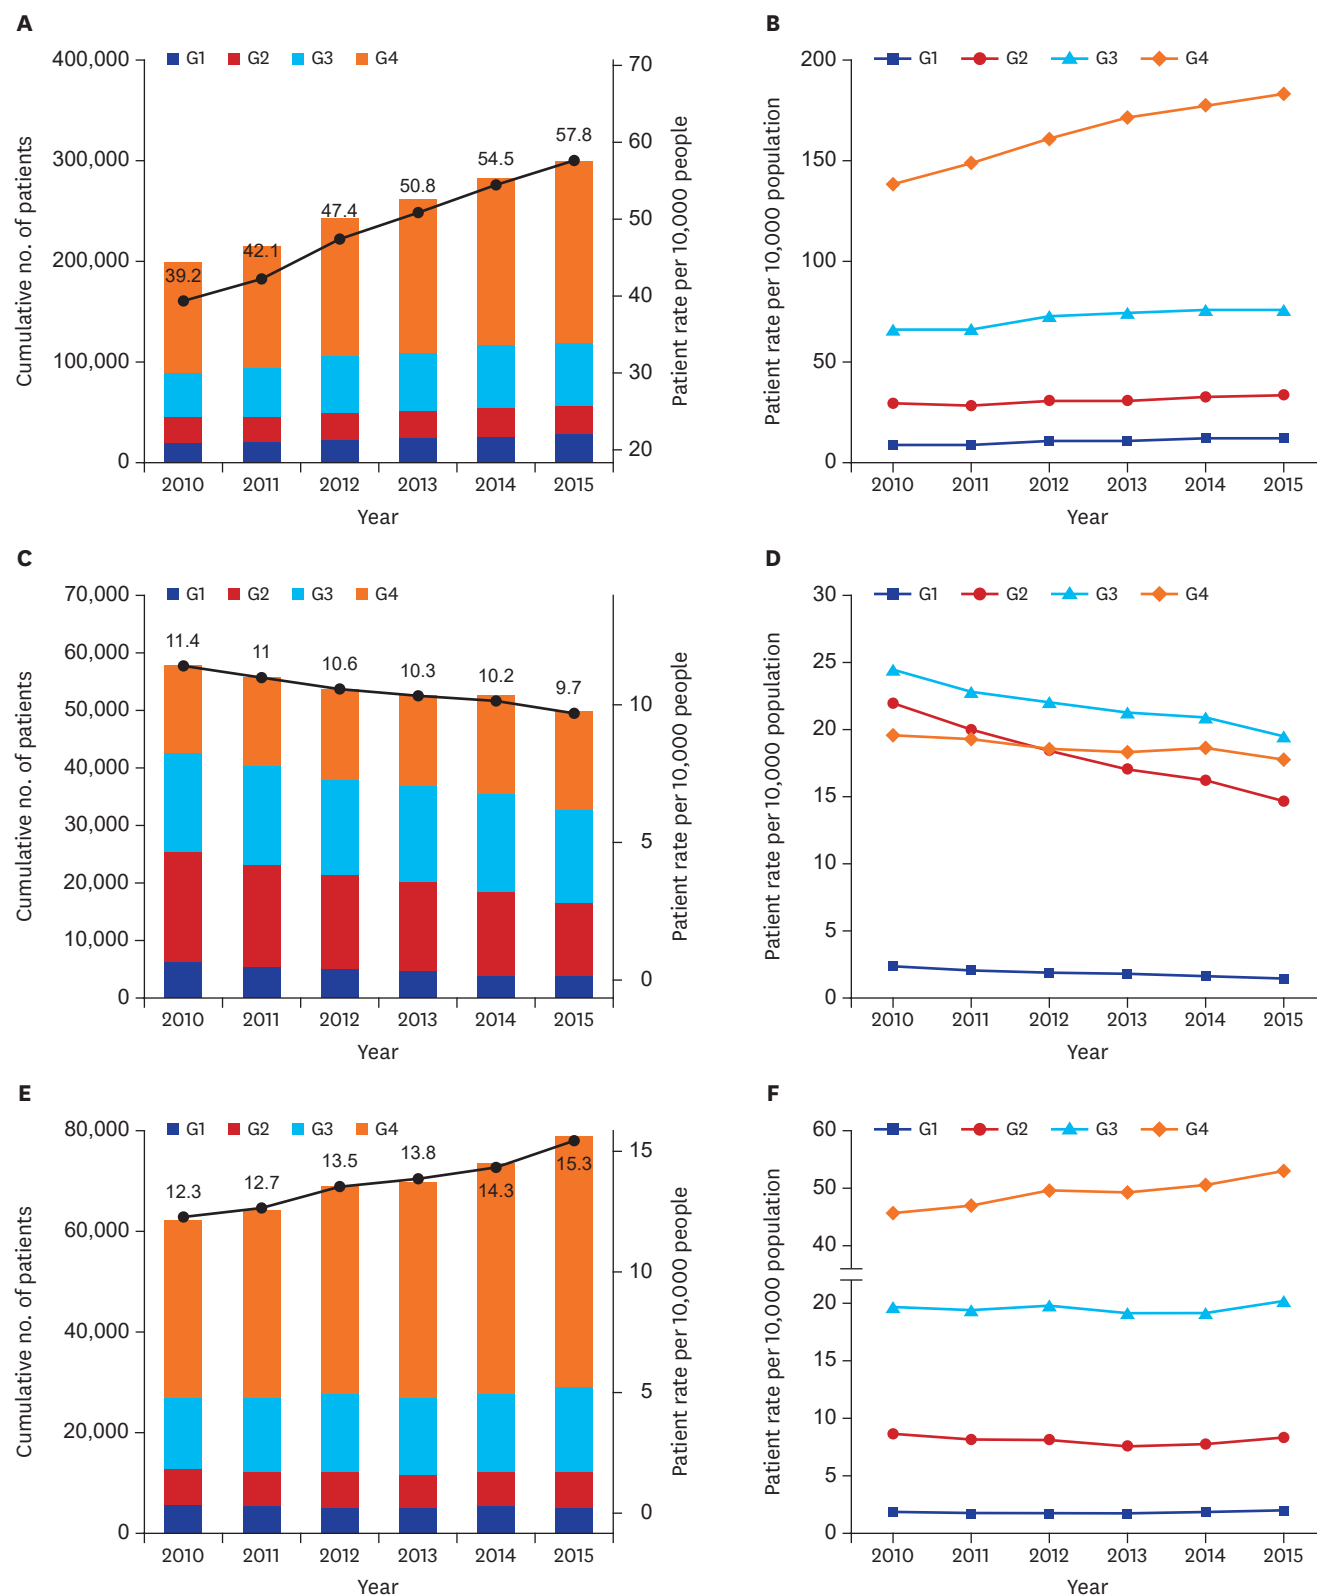 A
G1 G2 G3 G4
Cumulative no. of patients
400,000
300,000
200,000
100,000
0
39.2
42.1
47.4
50.8
54.5
57.8
70
60
50
40
30
20
Patient rate per 10,000 people
2010 2011 2012 2013 2014 2015
Year
B
G1 G2 G3 G4
Patient rate per 10,000 population
200
150
100
50
0
2010 2011 2012 2013 2014 2015
Year
C
G1 G2 G3 G4
Cumulative no. of patients
70,000
60,000
50,000
40,000
30,000
20,000
10,000
0
11.4
11
10.6
10.3
10.2
9.7
10
5
0
Patient rate per 10,000 people
2010 2011 2012 2013 2014 2015
Year
D
G1 G2 G3 G4
Patient rate per 10,000 population
30
25
20
15
10
5
0
2010 2011 2012 2013 2014 2015
Year
E
G1 G2 G3 G4
Cumulative no. of patients
80,000
60,000
40,000
20,000
0
12.3
12.7
13.5
13.8
14.3
15.3
15
10
5
0
Patient rate per 10,000 people
2010 2011 2012 2013 2014 2015
Year
F
G1 G2 G3 G4
Patient rate per 10,000 population
60
50
40
20
15
10
5
0
2010 2011 2012 2013 2014 2015
Year